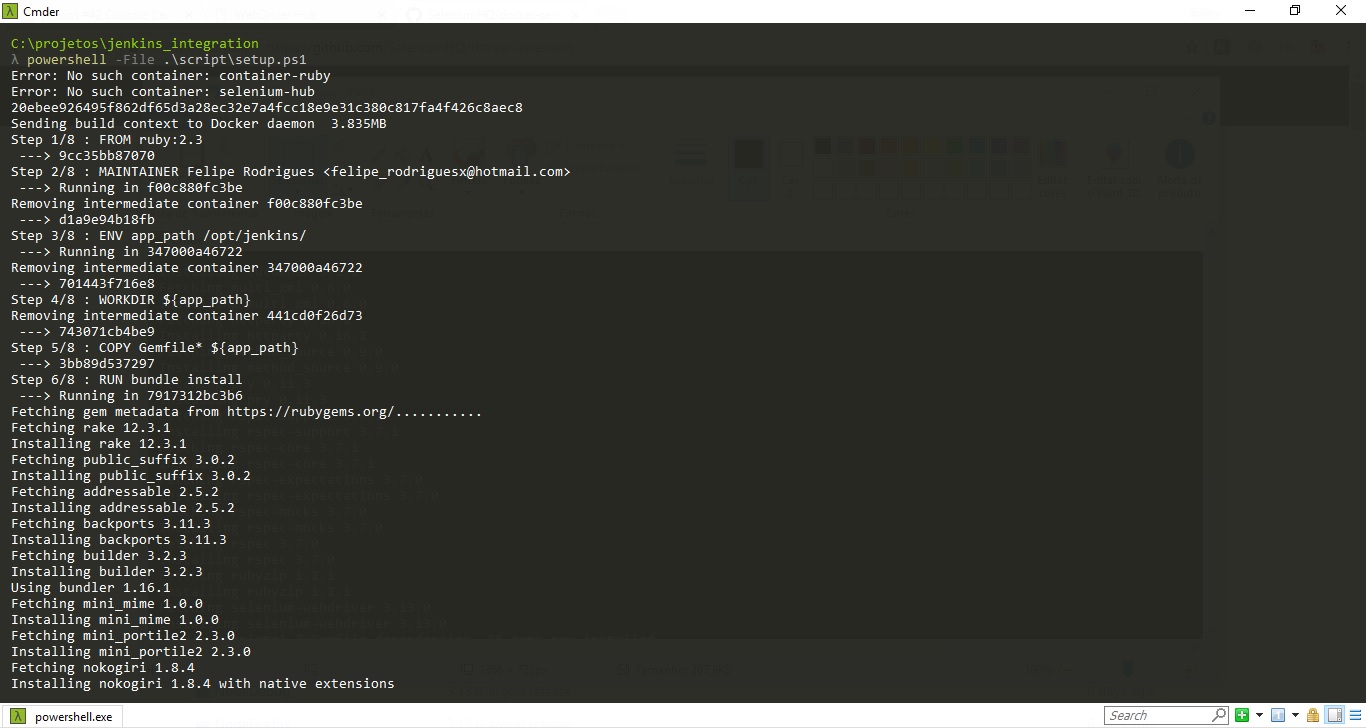 Cmder
C:\projetos\jenkins_integration
λ powershell -File .\script\setup.ps1
Error: No such container: container-ruby
Error: No such container: selenium-hub
20ebee926495f862df65d3a28ec32e7a4fcc18e9e31c380c817fa4f426c8aec8
Sending build context to Docker daemon  3.835MB
Step 1/8 : FROM ruby:2.3
 ---> 9cc35bb87070
Step 2/8 : MAINTAINER Felipe Rodrigues <felipe_rodriguesx@hotmail.com>
 ---> Running in f00c880fc3be
Removing intermediate container f00c880fc3be
 ---> d1a9e94b18fb
Step 3/8 : ENV app_path /opt/jenkins/
 ---> Running in 347000a46722
Removing intermediate container 347000a46722
 ---> 701443f716e8
Step 4/8 : WORKDIR ${app_path}
Removing intermediate container 441cd0f26d73
 ---> 743071cb4be9
Step 5/8 : COPY Gemfile* ${app_path}
 ---> 3bb89d537297
Step 6/8 : RUN bundle install
 ---> Running in 7917312bc3b6
Fetching gem metadata from https://rubygems.org/...........
Fetching rake 12.3.1
Installing rake 12.3.1
Fetching public_suffix 3.0.2
Installing public_suffix 3.0.2
Fetching addressable 2.5.2
Installing addressable 2.5.2
Fetching backports 3.11.3
Installing backports 3.11.3
Fetching builder 3.2.3
Installing builder 3.2.3
Using bundler 1.16.1
Fetching mini_mime 1.0.0
Installing mini_mime 1.0.0
Fetching mini_portile2 2.3.0
Installing mini_portile2 2.3.0
Fetching nokogiri 1.8.4
Installing nokogiri 1.8.4 with native extensions
powershell.exe
Search